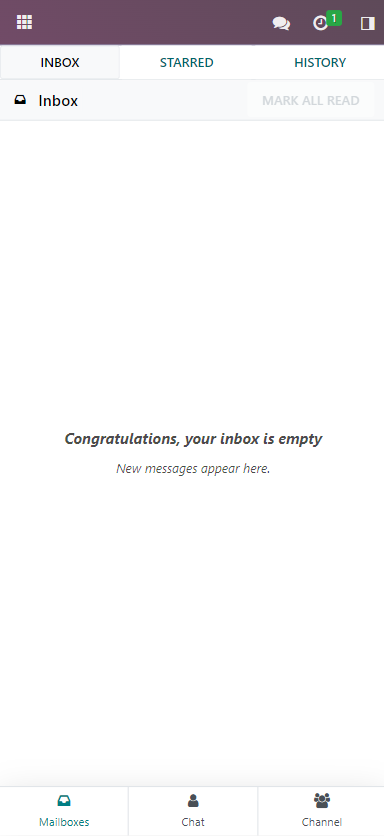 1
INBOX STARRED HISTORY
Inbox MARK ALL READ
Congratulations, your inbox is empty
New messages appear here.
Mailboxes Chat Channel